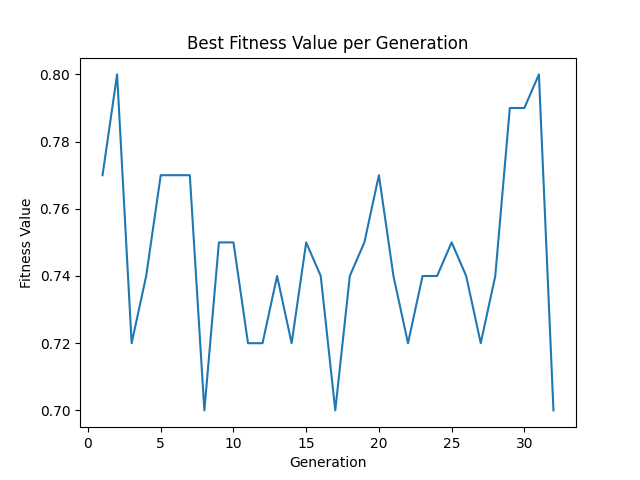 Best Fitness Value per Generation
0.80
0.78
0.76
0.74
0.72
0.70
Fitness Value
0 5 10 15 20 25 30
Generation